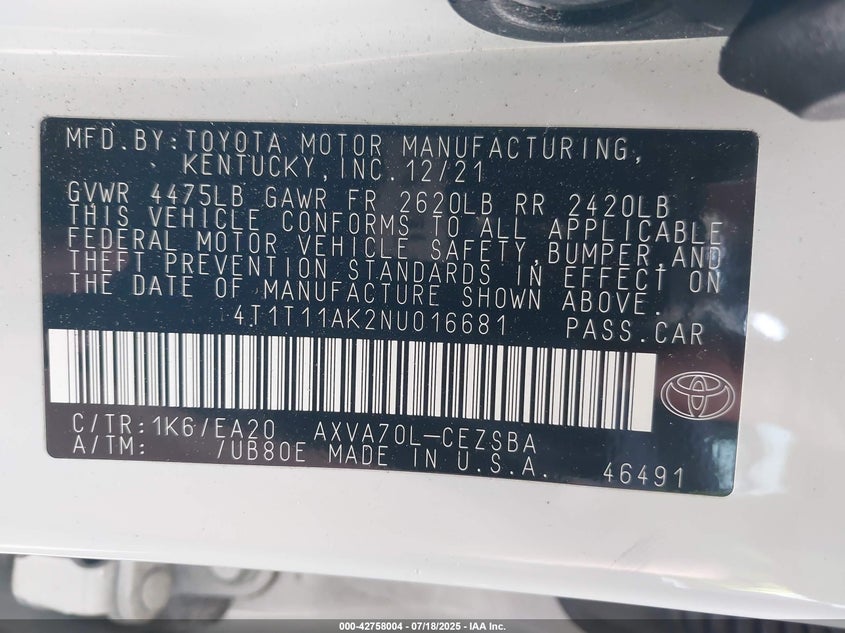 MFD.BY:TOYOTA MOTOR MANUFACTURING,
KENTUCKY,INC.12/21
GVWR 4475LB GAWR FR 2620LB RR 2420LB
THIS VEHICLE CONFORMS TO ALL APPLICABLE
FEDERAL MOTOR VEHICLE SAFETY,BUMPER,AND
THEFT PREVENTION STANDARDS IN EFFECT ON
THE DATE OF MANUFACTURE SHOWN ABOVE.
4T1T11AK2NU016681 PASS.CAR
C/TR:1K6/EA20 AXVA70L-CEZSBA
A/TM: /UB80E MADE IN U.S.A. 46491
000-42758004 - 07/18/2025 - IAA Inc.